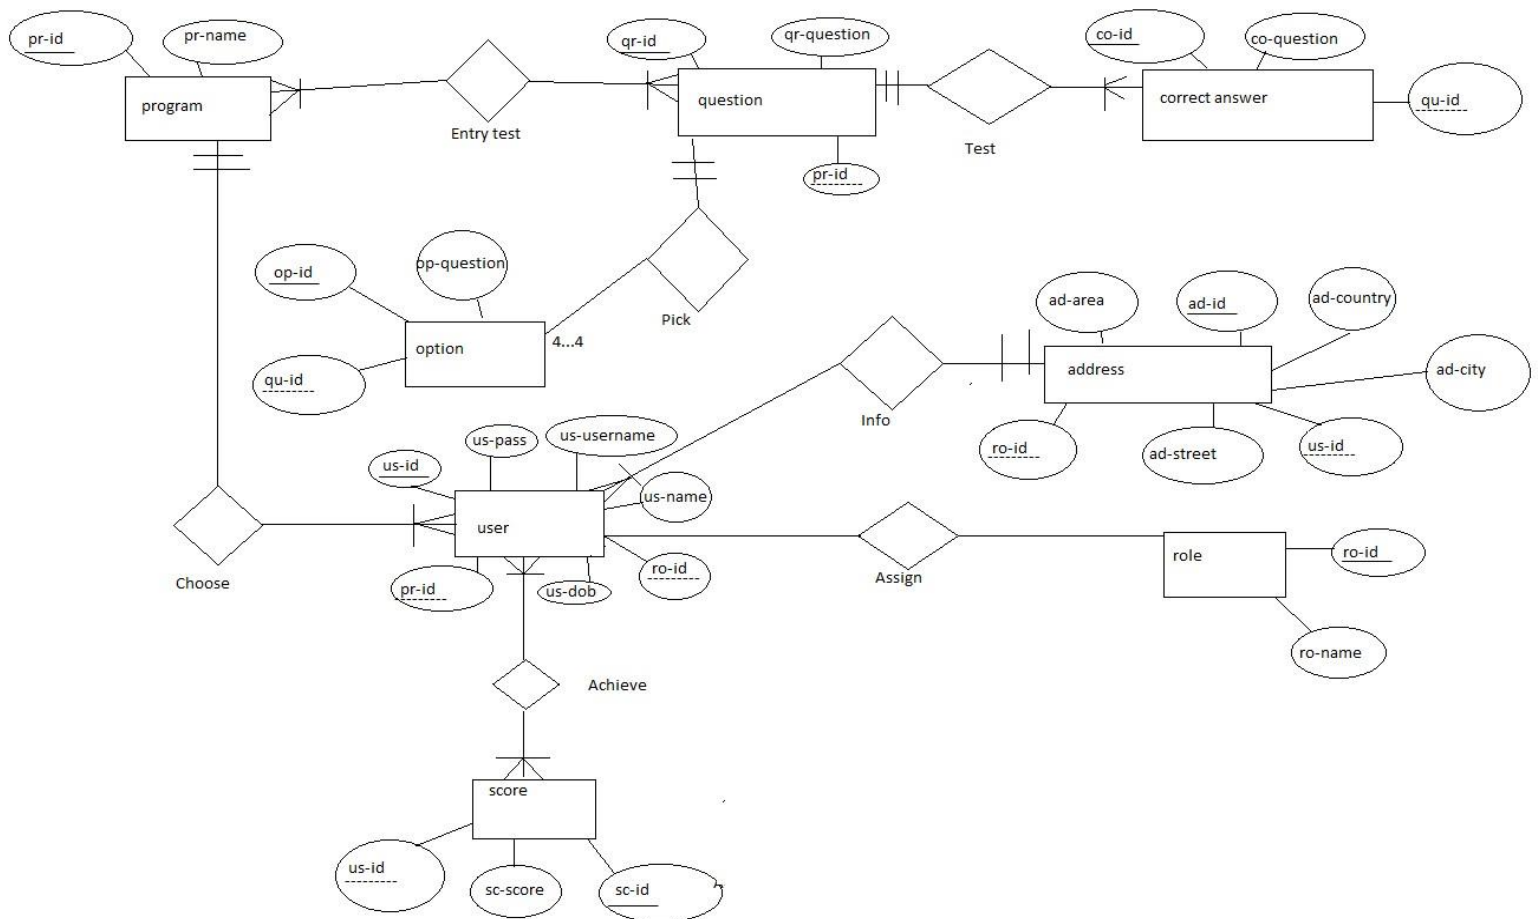 pr-id
pr-name
program
Entry test
qr-id
qr-question
question
pr-id
Test
co-id
co-question
correct answer
qu-id
op-id
op-question
option
qu-id
4...4
Pick
ad-area
ad-id
ad-country
address
ad-city
ro-id
ad-street
us-id
Info
us-id
us-pass
us-username
us-name
user
pr-id
us-dob
ro-id
Choose
Assign
role
ro-id
ro-name
Achieve
score
us-id
sc-score
sc-id